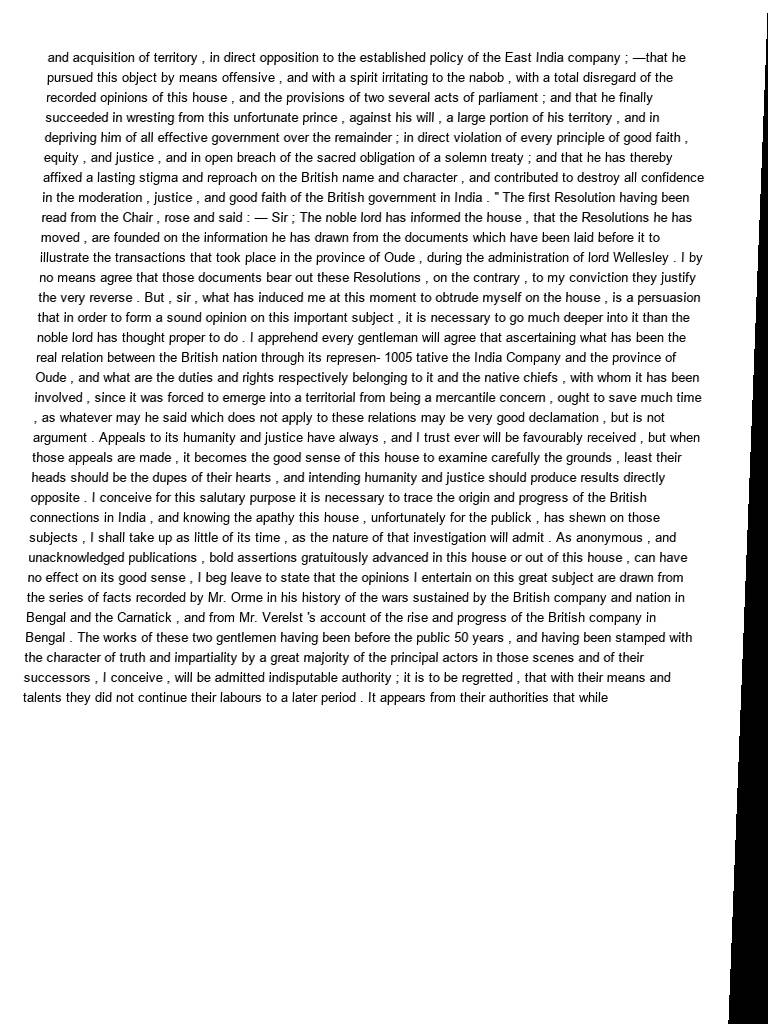 and acquisition of territory , in direct opposition to the established policy of the East India company ; —that he
pursued this object by means offensive , and with a spirit irritating to the nabob , with a total disregard of the
recorded opinions of this house , and the provisions of two several acts of parliament ; and that he finally
succeeded in wresting from this unfortunate prince , against his will , a large portion of his territory , and in
depriving him of all effective government over the remainder ; in direct violation of every principle of good faith ,
equity , and justice , and in open breach of the sacred obligation of a solemn treaty ; and that he has thereby
affixed a lasting stigma and reproach on the British name and character , and contributed to destroy all confidence
in the moderation , justice , and good faith of the British government in India . " The first Resolution having been
read from the Chair , rose and said : — Sir ; The noble lord has informed the house , that the Resolutions he has
moved , are founded on the information he has drawn from the documents which have been laid before it to
illustrate the transactions that took place in the province of Oude , during the administration of lord Wellesley . I by
no means agree that those documents bear out these Resolutions , on the contrary , to my conviction they justify
the very reverse . But , sir , what has induced me at this moment to obtrude myself on the house , is a persuasion
that in order to form a sound opinion on this important subject , it is necessary to go much deeper into it than the
noble lord has thought proper to do . I apprehend every gentleman will agree that ascertaining what has been the
real relation between the British nation through its represen- 1005 tative the India Company and the province of
Oude , and what are the duties and rights respectively belonging to it and the native chiefs , with whom it has been
involved , since it was forced to emerge into a territorial from being a mercantile concern , ought to save much time
, as whatever may he said which does not apply to these relations may be very good declamation , but is not
argument . Appeals to its humanity and justice have always , and I trust ever will be favourably received , but when
those appeals are made , it becomes the good sense of this house to examine carefully the grounds , least their
heads should be the dupes of their hearts , and intending humanity and justice should produce results directly
opposite . I conceive for this salutary purpose it is necessary to trace the origin and progress of the British
connections in India , and knowing the apathy this house , unfortunately for the publick , has shewn on those
subjects , I shall take up as little of its time , as the nature of that investigation will admit . As anonymous , and
unacknowledged publications , bold assertions gratuitously advanced in this house or out of this house , can have
no effect on its good sense , I beg leave to state that the opinions I entertain on this great subject are drawn from
the series of facts recorded by Mr. Orme in his history of the wars sustained by the British company and nation in
Bengal and the Carnatick , and from Mr. Verelst 's account of the rise and progress of the British company in
Bengal . The works of these two gentlemen having been before the public 50 years , and having been stamped with
the character of truth and impartiality by a great majority of the principal actors in those scenes and of their
successors , I conceive , will be admitted indisputable authority ; it is to be regretted , that with their means and
talents they did not continue their labours to a later period . It appears from their authorities that while